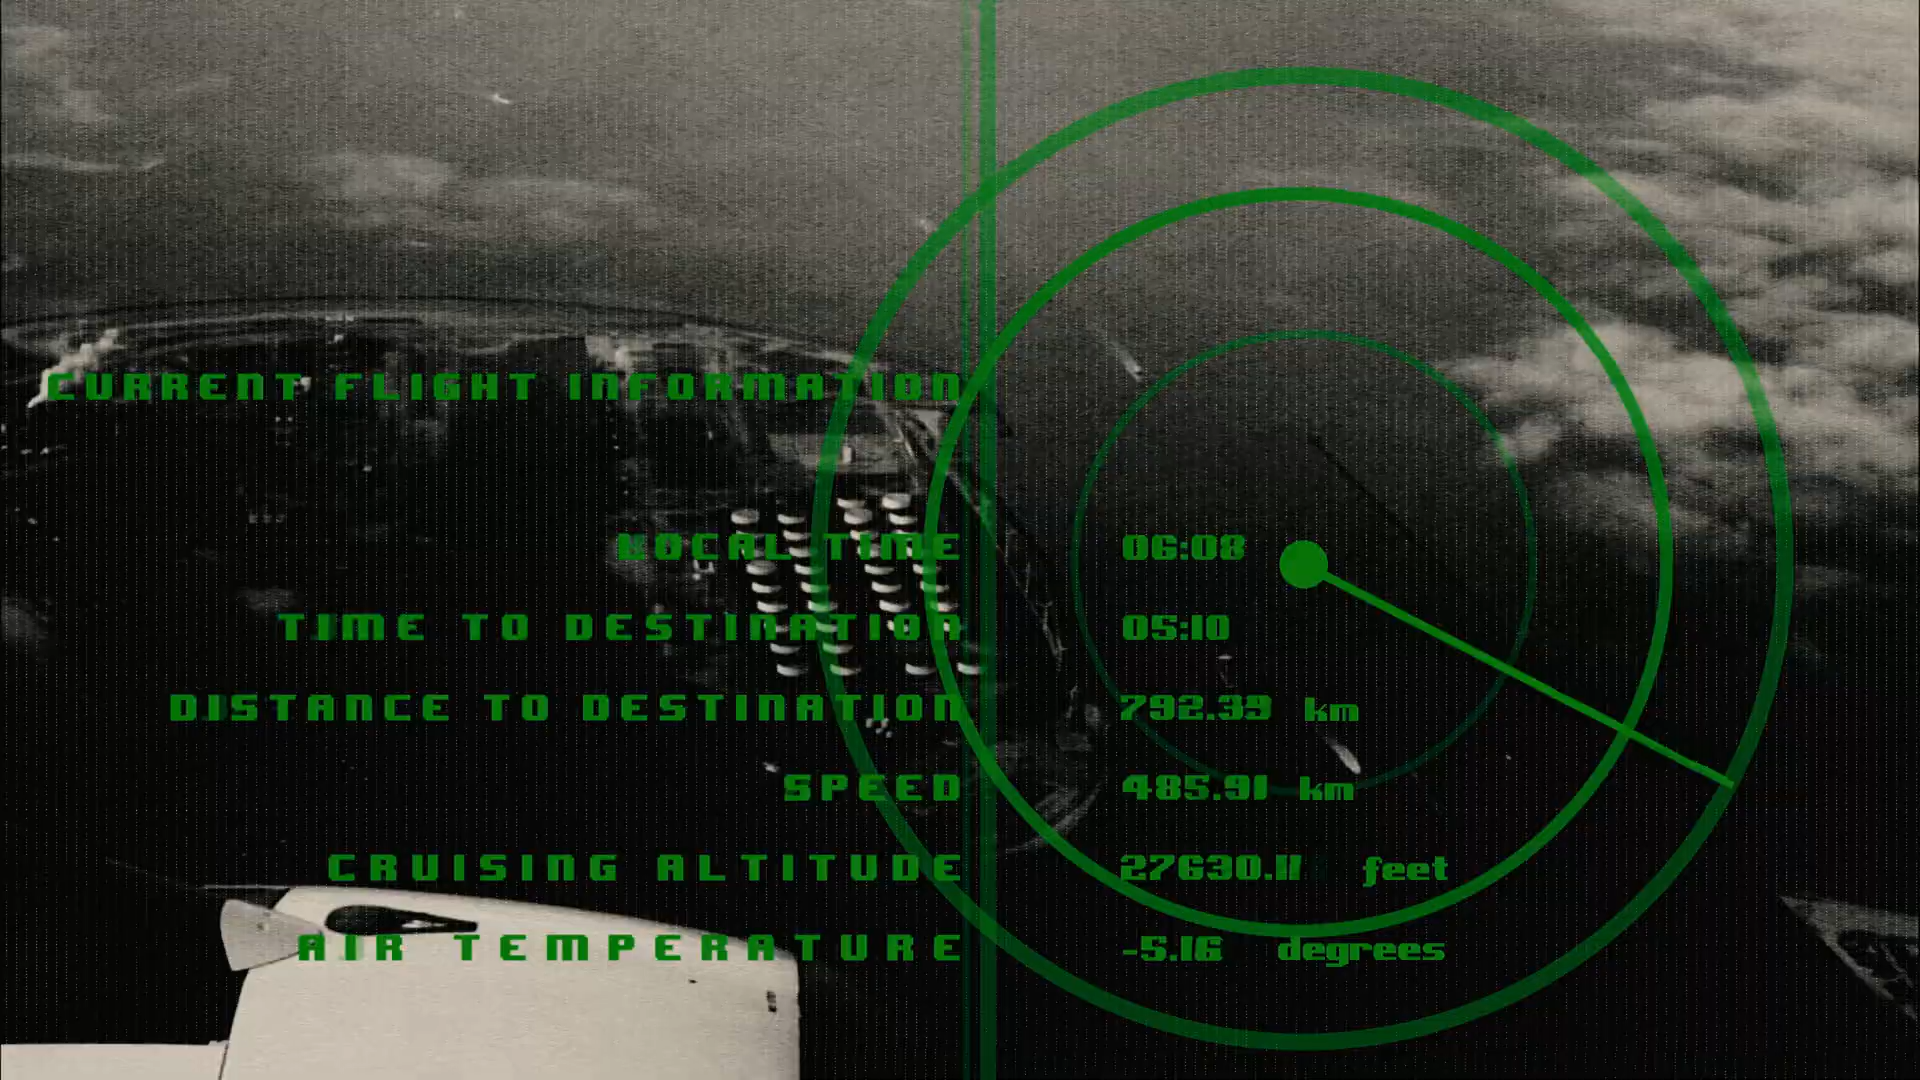 CURRENT FLIGHT INFORMATION
LOCAL TIME 06:08
TIME TO DESTINATION 05:10
DISTANCE TO DESTINATION 792.39 km
SPEED 485.91 km
CRUISING ALTITUDE 27630.11 feet
AIR TEMPERATURE -5.16 degrees